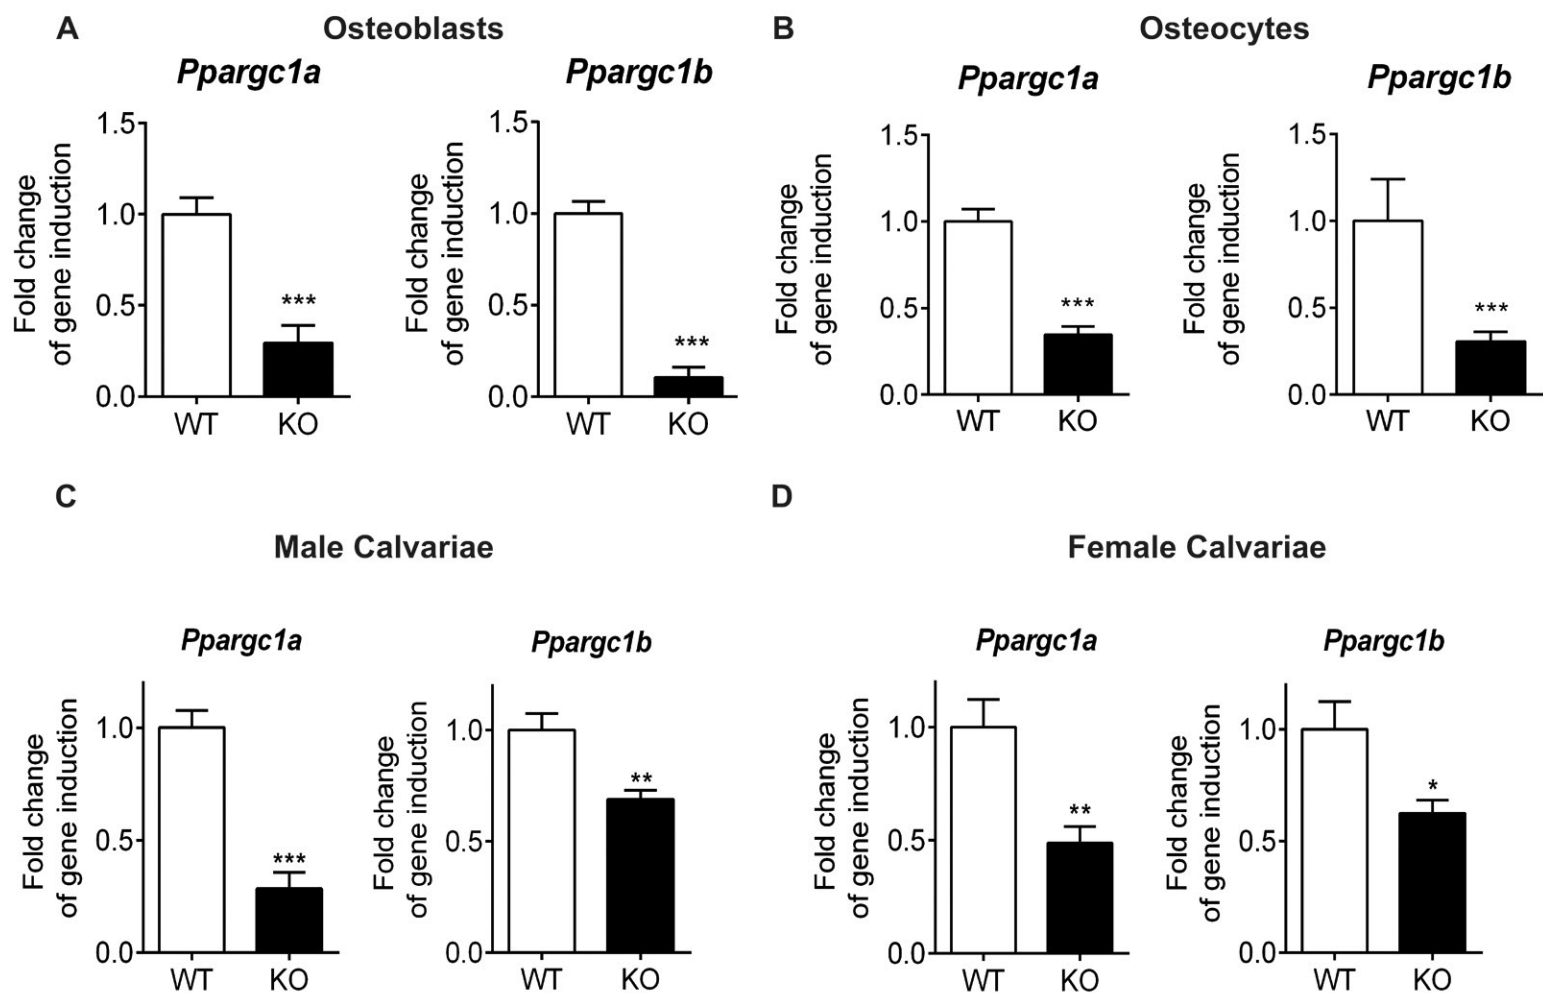 A
Osteoblasts
Ppargc1a
Fold change
of gene induction
1.5
1.0
0.5
0.0
***
WT
KO
Ppargc1b
Fold change
of gene induction
1.5
1.0
0.5
0.0
***
WT
KO
B
Osteocytes
Ppargc1a
Fold change
of gene induction
1.5
1.0
0.5
0.0
***
WT
KO
Ppargc1b
Fold change
of gene induction
1.5
1.0
0.5
0.0
***
WT
KO
C
Male Calvariae
Ppargc1a
Fold change
of gene induction
1.0
0.5
0.0
***
WT
KO
Ppargc1b
Fold change
of gene induction
1.0
0.5
0.0
**
WT
KO
D
Female Calvariae
Ppargc1a
Fold change
of gene induction
1.0
0.5
0.0
**
WT
KO
Ppargc1b
Fold change
of gene induction
1.0
0.5
0.0
*
WT
KO